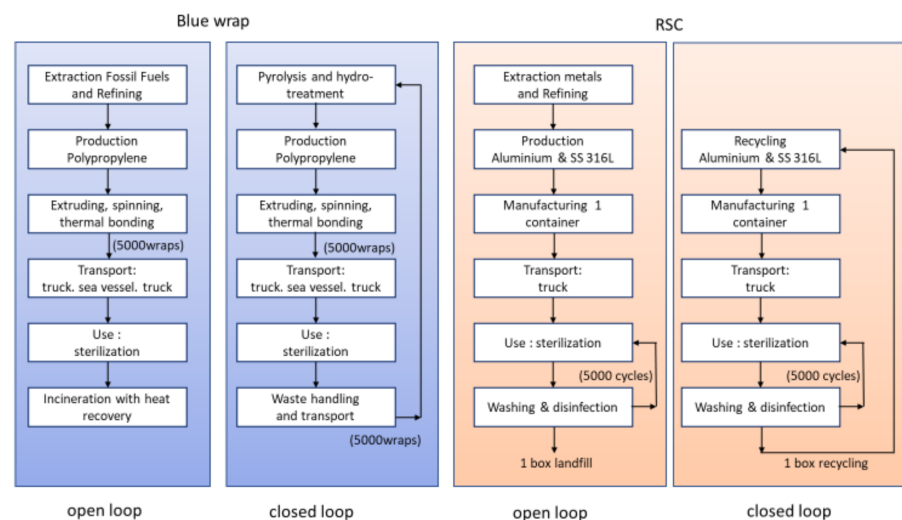 Blue wrap
RSC
Extraction Fossil Fuels
and Refining
Production
Polypropylene
Extruding, spinning,
thermal bonding
(5000wraps)
Transport:
truck. sea vessel. truck
Use :
sterilization
Incineration with heat
recovery
open loop
Pyrolysis and hydro-
treatment
Production
Polypropylene
Extruding, spinning,
thermal bonding
(5000wraps)
Transport:
truck. sea vessel. truck
Use :
sterilization
Waste handling
and transport
(5000wraps)
closed loop
Extraction metals
and Refining
Production
Aluminium & SS 316L
Manufacturing 1
container
Transport:
truck
Use : sterilization
(5000 cycles)
Washing & disinfection
1 box landfill
open loop
Recycling
Aluminium & SS 316L
Manufacturing 1
container
Transport:
truck
Use : sterilization
(5000 cycles)
Washing & disinfection
1 box recycling
closed loop